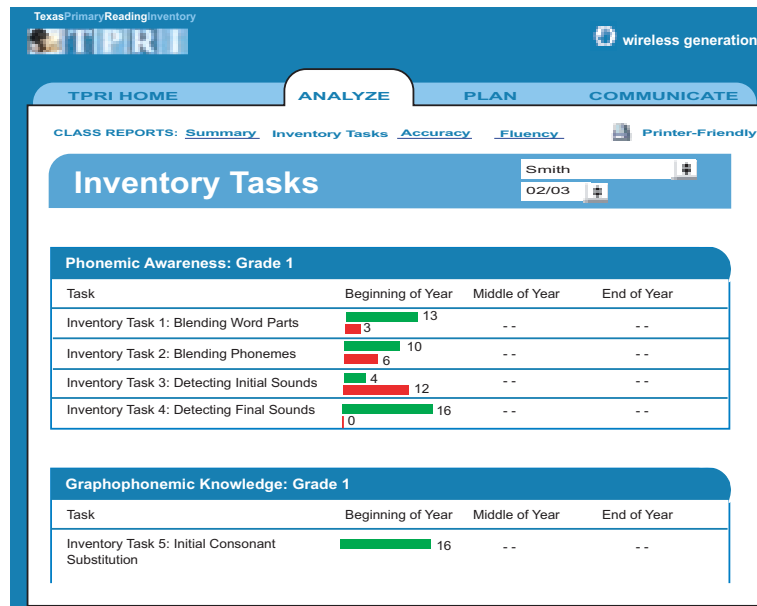 TexasPrimaryReadingInventory
TPRI
wireless generation
TPRI HOME ANALYZE PLAN COMMUNICATE
CLASS REPORTS: Summary Inventory Tasks Accuracy Fluency Printer-Friendly
Inventory Tasks
Smith
02/03
Phonemic Awareness: Grade 1
Task Beginning of Year Middle of Year End of Year
Inventory Task 1: Blending Word Parts 13 - - - -
3
Inventory Task 2: Blending Phonemes 10 - - - -
6
Inventory Task 3: Detecting Initial Sounds 4 - - - -
12
Inventory Task 4: Detecting Final Sounds 16 - - - -
0
Graphophonemic Knowledge: Grade 1
Task Beginning of Year Middle of Year End of Year
Inventory Task 5: Initial Consonant 16 - - - -
Substitution